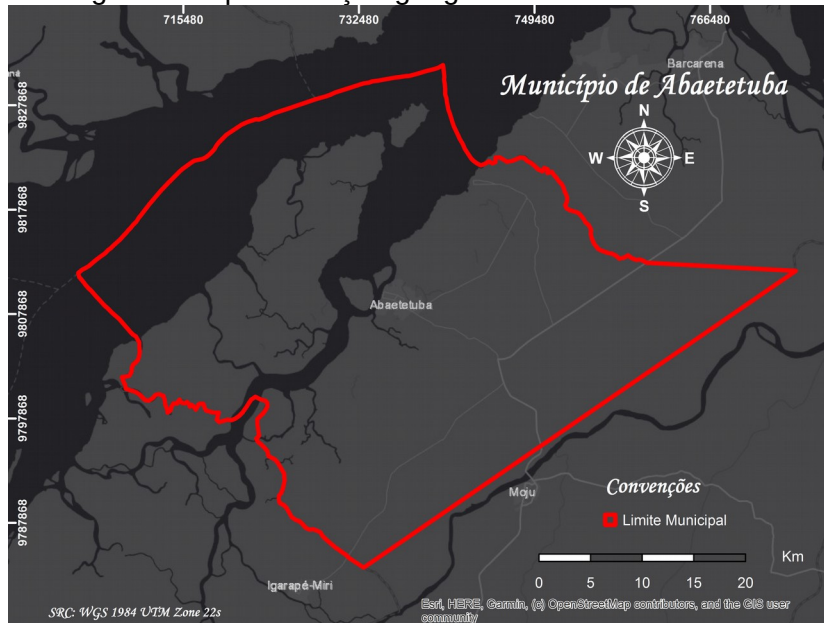 715480 732480 749480 766480
Barcarena
Município de Abaetetuba
N
W E
S
9827868
9817868
9807868
9797868
9787868
Abaetetuba
Moju
Igarapé-Miri
Convenções
Limite Municipal
Km
0 5 10 15 20
SRC: WGS 1984 UTM Zone 22s
Esri, HERE, Garmin, (c) OpenStreetMap contributors, and the GIS user
community